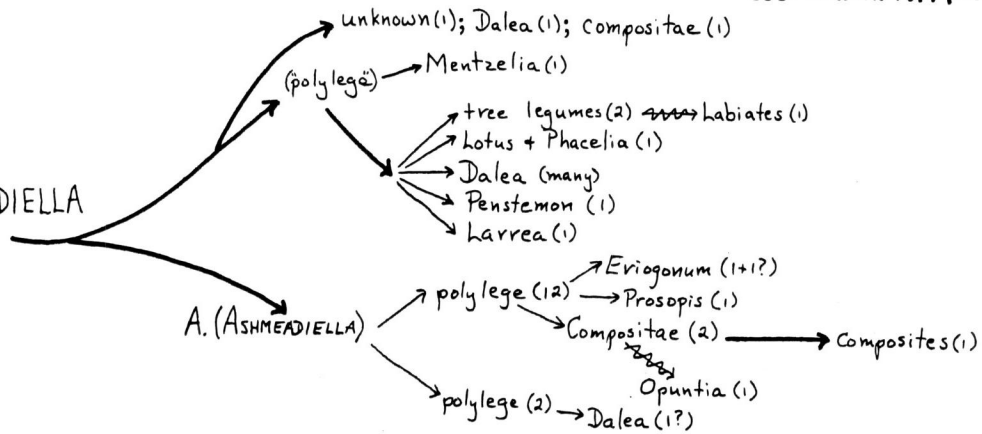 unknown(1); Dalea(1); Compositae(1)
("polylege") Mentzelia(1)
tree legumes(2) Labiates(1)
Lotus + Phacelia(1)
Dalea (many)
DIELLA
Penstemon (1)
Larrea(1)
Eriogonum (1+1?)
polylege(12) Prosopis(1)
A.(ASHMEADIELLA) Compositae(2) Composites(1)
Opuntia(1)
polylege(2) Dalea(1?)